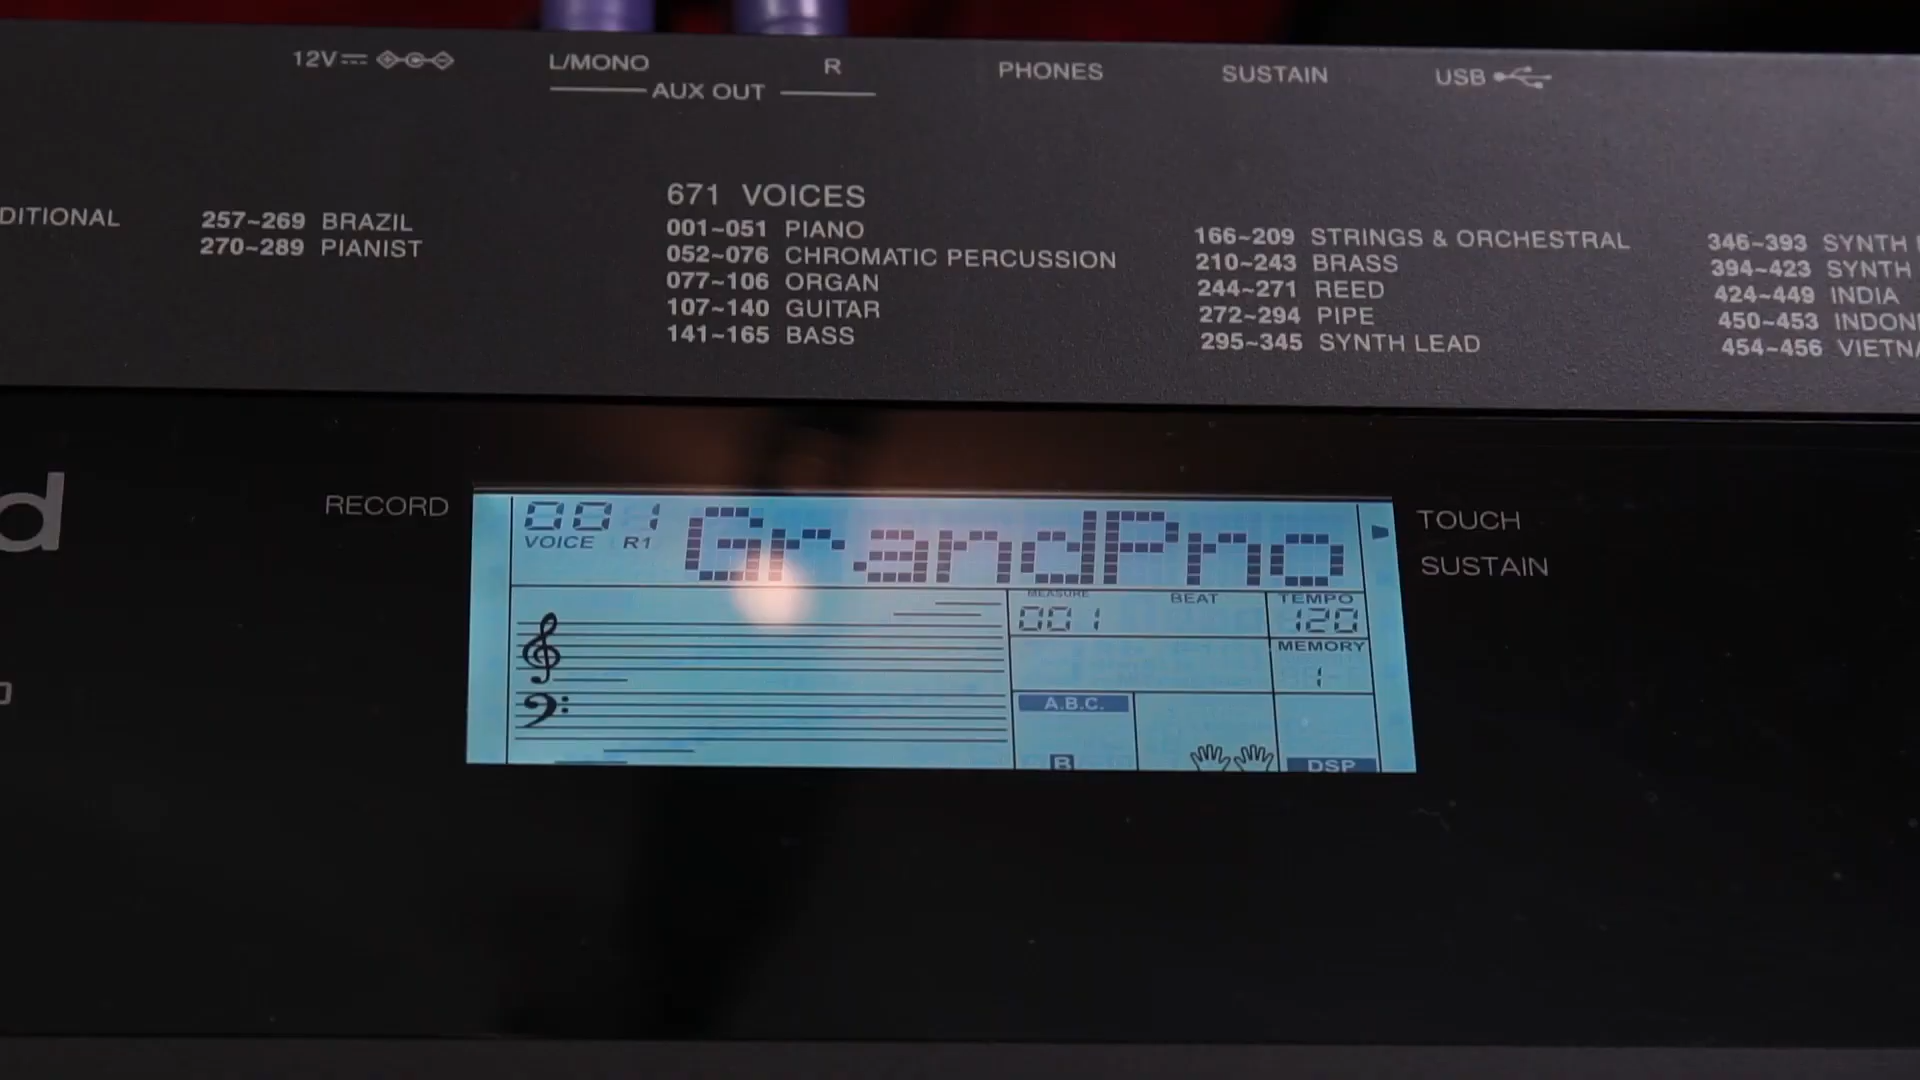 12V
L/MONO
R
AUX OUT
PHONES
SUSTAIN
USB
DITIONAL
257~269 BRAZIL
270~289 PIANIST
671 VOICES
001~051 PIANO
052~076 CHROMATIC PERCUSSION
077~106 ORGAN
107~140 GUITAR
141~165 BASS
166~209 STRINGS & ORCHESTRAL
210~243 BRASS
244~271 REED
272~294 PIPE
295~345 SYNTH LEAD
346~393 SYNTH
394~423 SYNTH
424~449 INDIA
450~453 INDON
454~456 VIETNA
d
RECORD
001
VOICE R1
GrandPno
TOUCH
SUSTAIN
MEASURE
001
BEAT
TEMPO
120
MEMORY
1
A.B.C.
B
DSP